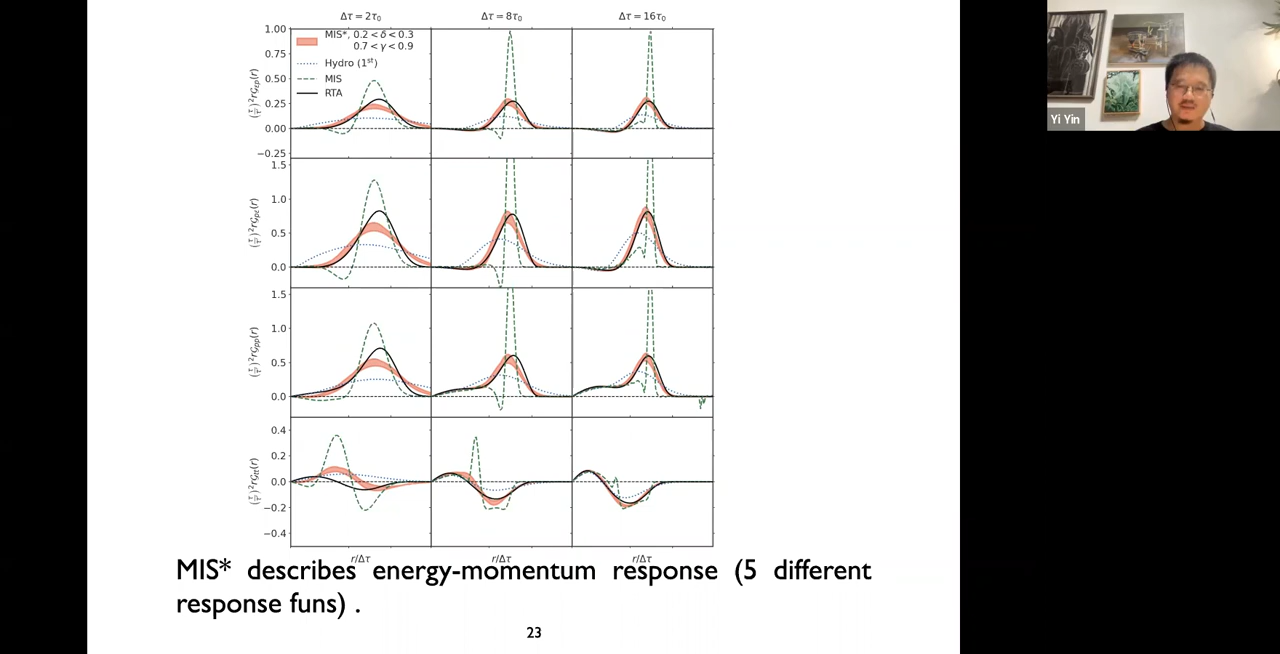 Δτ = 2τ₀ Δτ = 8τ₀ Δτ = 16τ₀
MIS*, 0.2 < δ < 0.3
0.7 < γ < 0.9
Hydro (1ˢᵗ)
MIS
RTA
1.00
0.75
0.50
0.25
0.00
−0.25
1.5
1.0
0.5
0.0
1.5
1.0
0.5
0.0
0.4
0.2
0.0
−0.2
−0.4
r/Δτ r/Δτ r/Δτ
MIS* describes energy-momentum response (5 different
response funs) .
23
Yi Yin